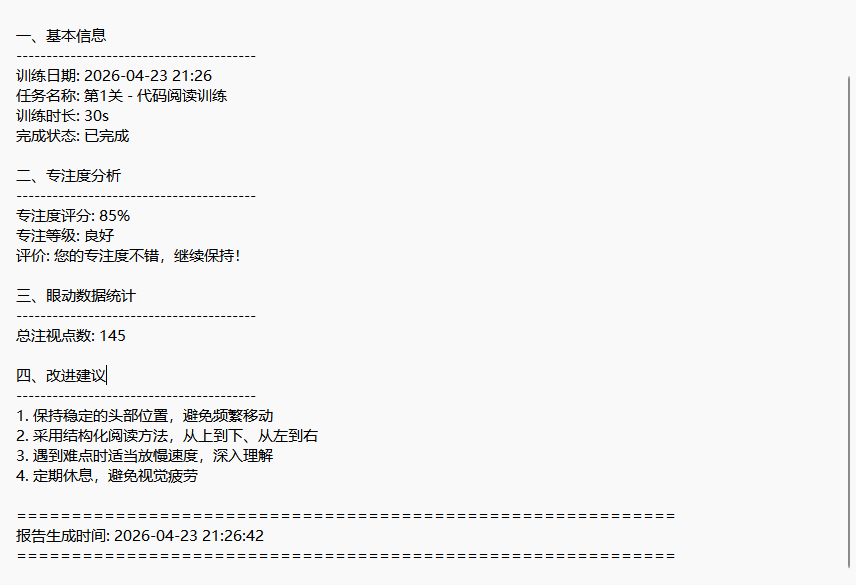 一、基本信息
----------------------------------------
训练日期: 2026-04-23 21:26
任务名称: 第1关 - 代码阅读训练
训练时长: 30s
完成状态: 已完成
二、专注度分析
----------------------------------------
专注度评分: 85%
专注等级: 良好
评价: 您的专注度不错，继续保持！
三、眼动数据统计
----------------------------------------
总注视点数: 145
四、改进建议
----------------------------------------
1. 保持稳定的头部位置，避免频繁移动
2. 采用结构化阅读方法，从上到下、从左到右
3. 遇到难点时适当放慢速度，深入理解
4. 定期休息，避免视觉疲劳
============================================================
报告生成时间: 2026-04-23 21:26:42
============================================================